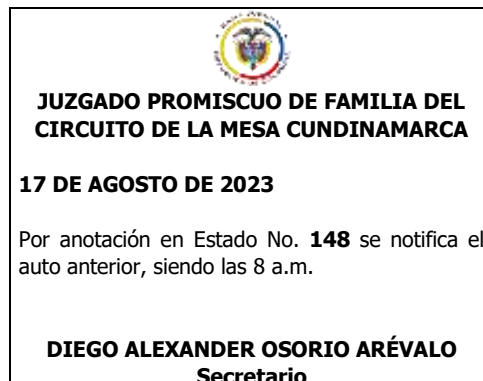 JUZGADO PROMISCUO DE FAMILIA DEL
CIRCUITO DE LA MESA CUNDINAMARCA
17 DE AGOSTO DE 2023
Por anotación en Estado No. 148 se notifica el
auto anterior, siendo las 8 a.m.
DIEGO ALEXANDER OSORIO ARÉVALO
Secretario